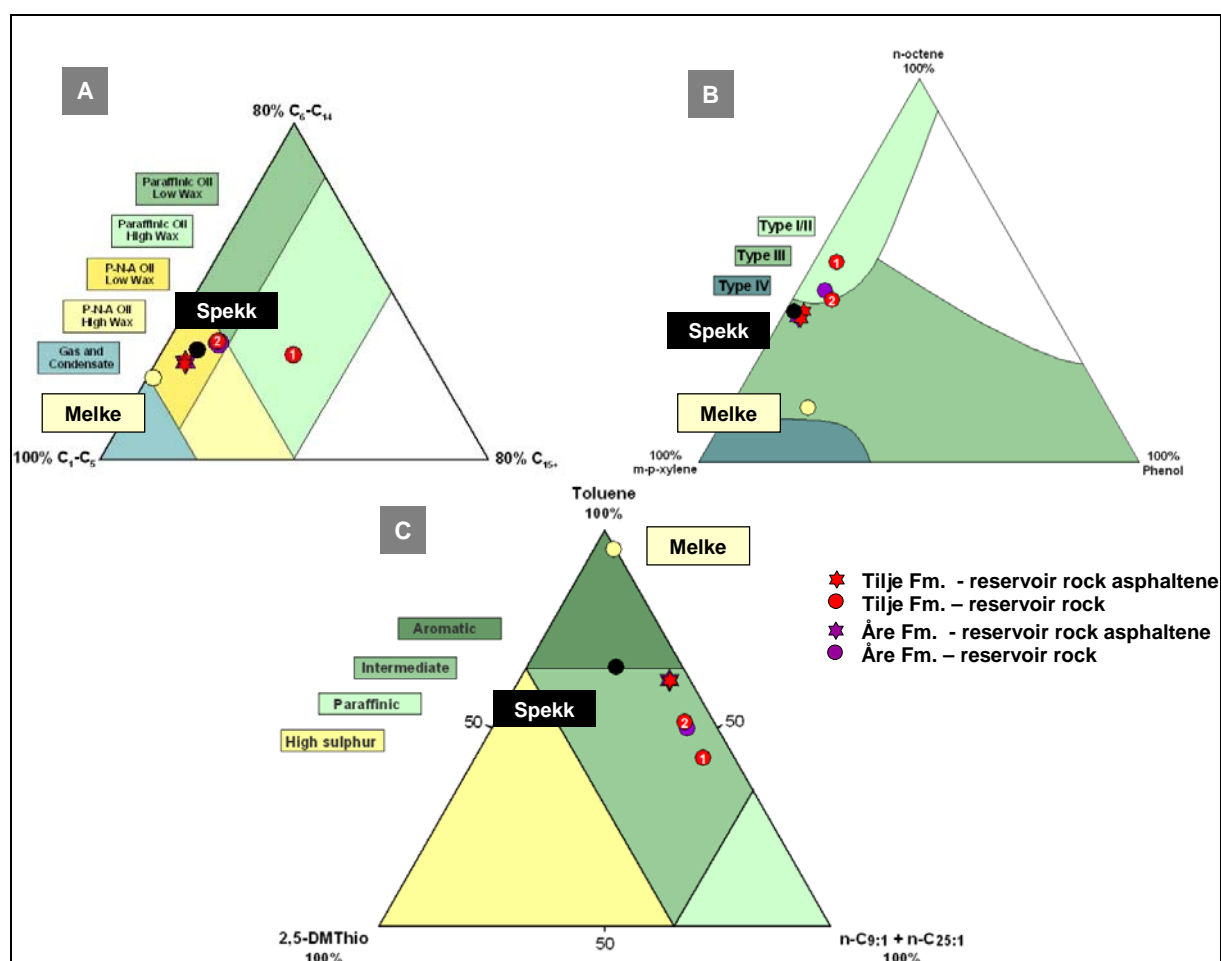 A
80% C₆-C₁₄
Paraffinic Oil
Low Wax
Paraffinic Oil
High Wax
P-N-A Oil
Low Wax
P-N-A Oil
High Wax
Gas and
Condensate
Spekk
2
1
Melke
100% C₁-C₅
80% C₁₅₊
B
n-octene
100%
Type I/II
Type III
Type IV
1
2
Spekk
Melke
100%
m-p-xylene
100%
Phenol
C
Toluene
100%
Melke
Aromatic
Intermediate
Paraffinic
High sulphur
Spekk
50
50
2
1
2,5-DMThio
100%
50
n-C9:1 + n-C25:1
100%
Tilje Fm. - reservoir rock asphaltene
Tilje Fm. – reservoir rock
Åre Fm. - reservoir rock asphaltene
Åre Fm. – reservoir rock